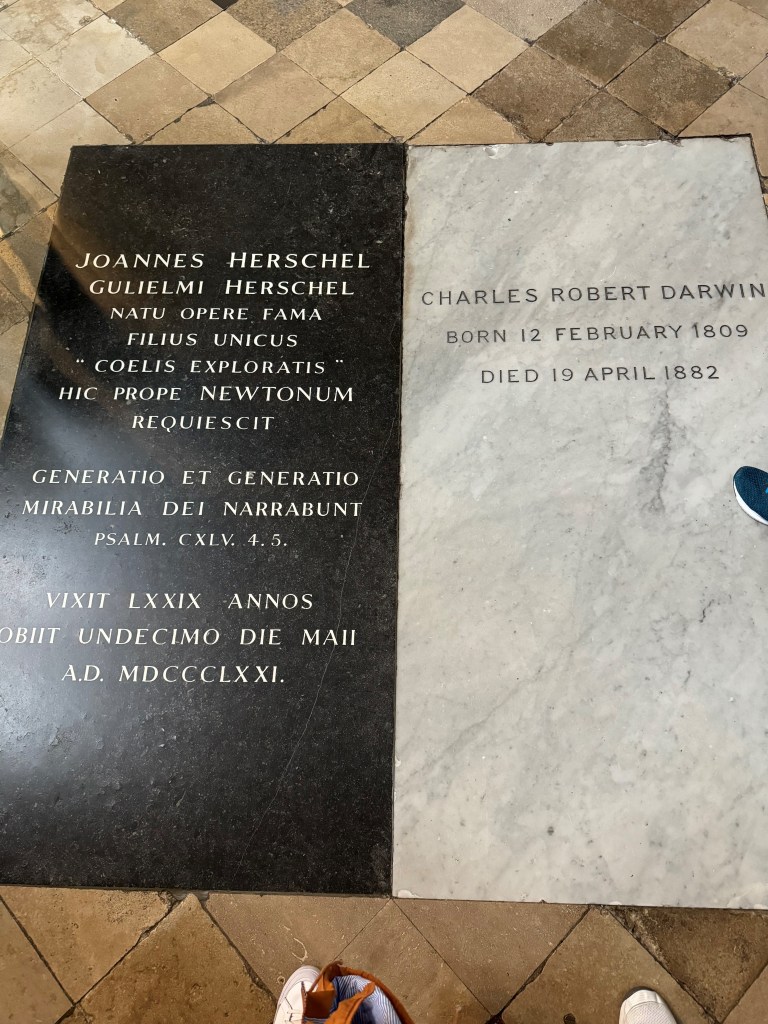 JOANNES HERSCHEL
GULIELMI HERSCHEL
NATU OPERE FAMA
FILIUS UNICUS
"COELIS EXPLORATIS"
HIC PROPE NEWTONUM
REQUIESCIT
GENERATIO ET GENERATIO
MIRABILIA DEI NARRABUNT
PSALM. CXLV. 4. 5.
VIXIT LXXIX ANNOS
OBIIT UNDECIMO DIE MAII
A.D. MDCCCLXXI.
CHARLES ROBERT DARWIN
BORN 12 FEBRUARY 1809
DIED 19 APRIL 1882